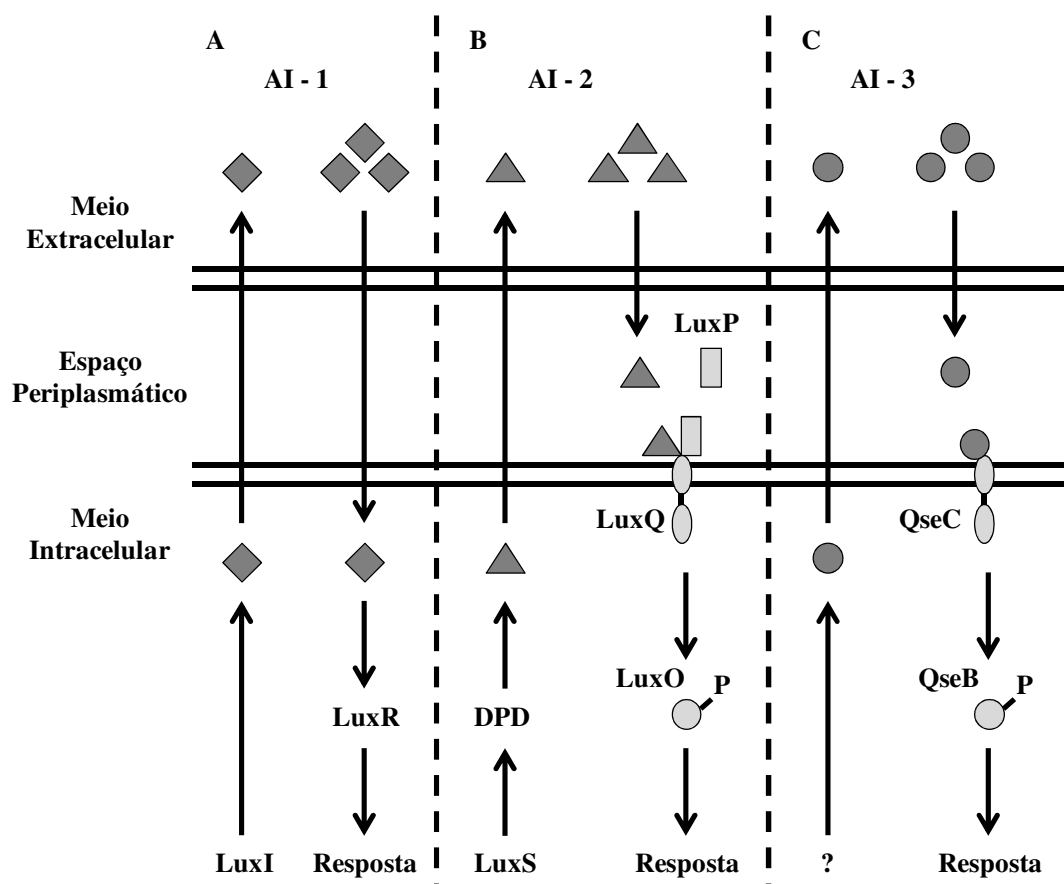 A
B
C
AI - 1
AI - 2
AI - 3
Meio
Extracelular
LuxP
Espaço
Periplasmático
Meio
Intracelular
LuxQ
QseC
LuxO
P
QseB
P
LuxR
DPD
LuxI
Resposta
LuxS
Resposta
?
Resposta